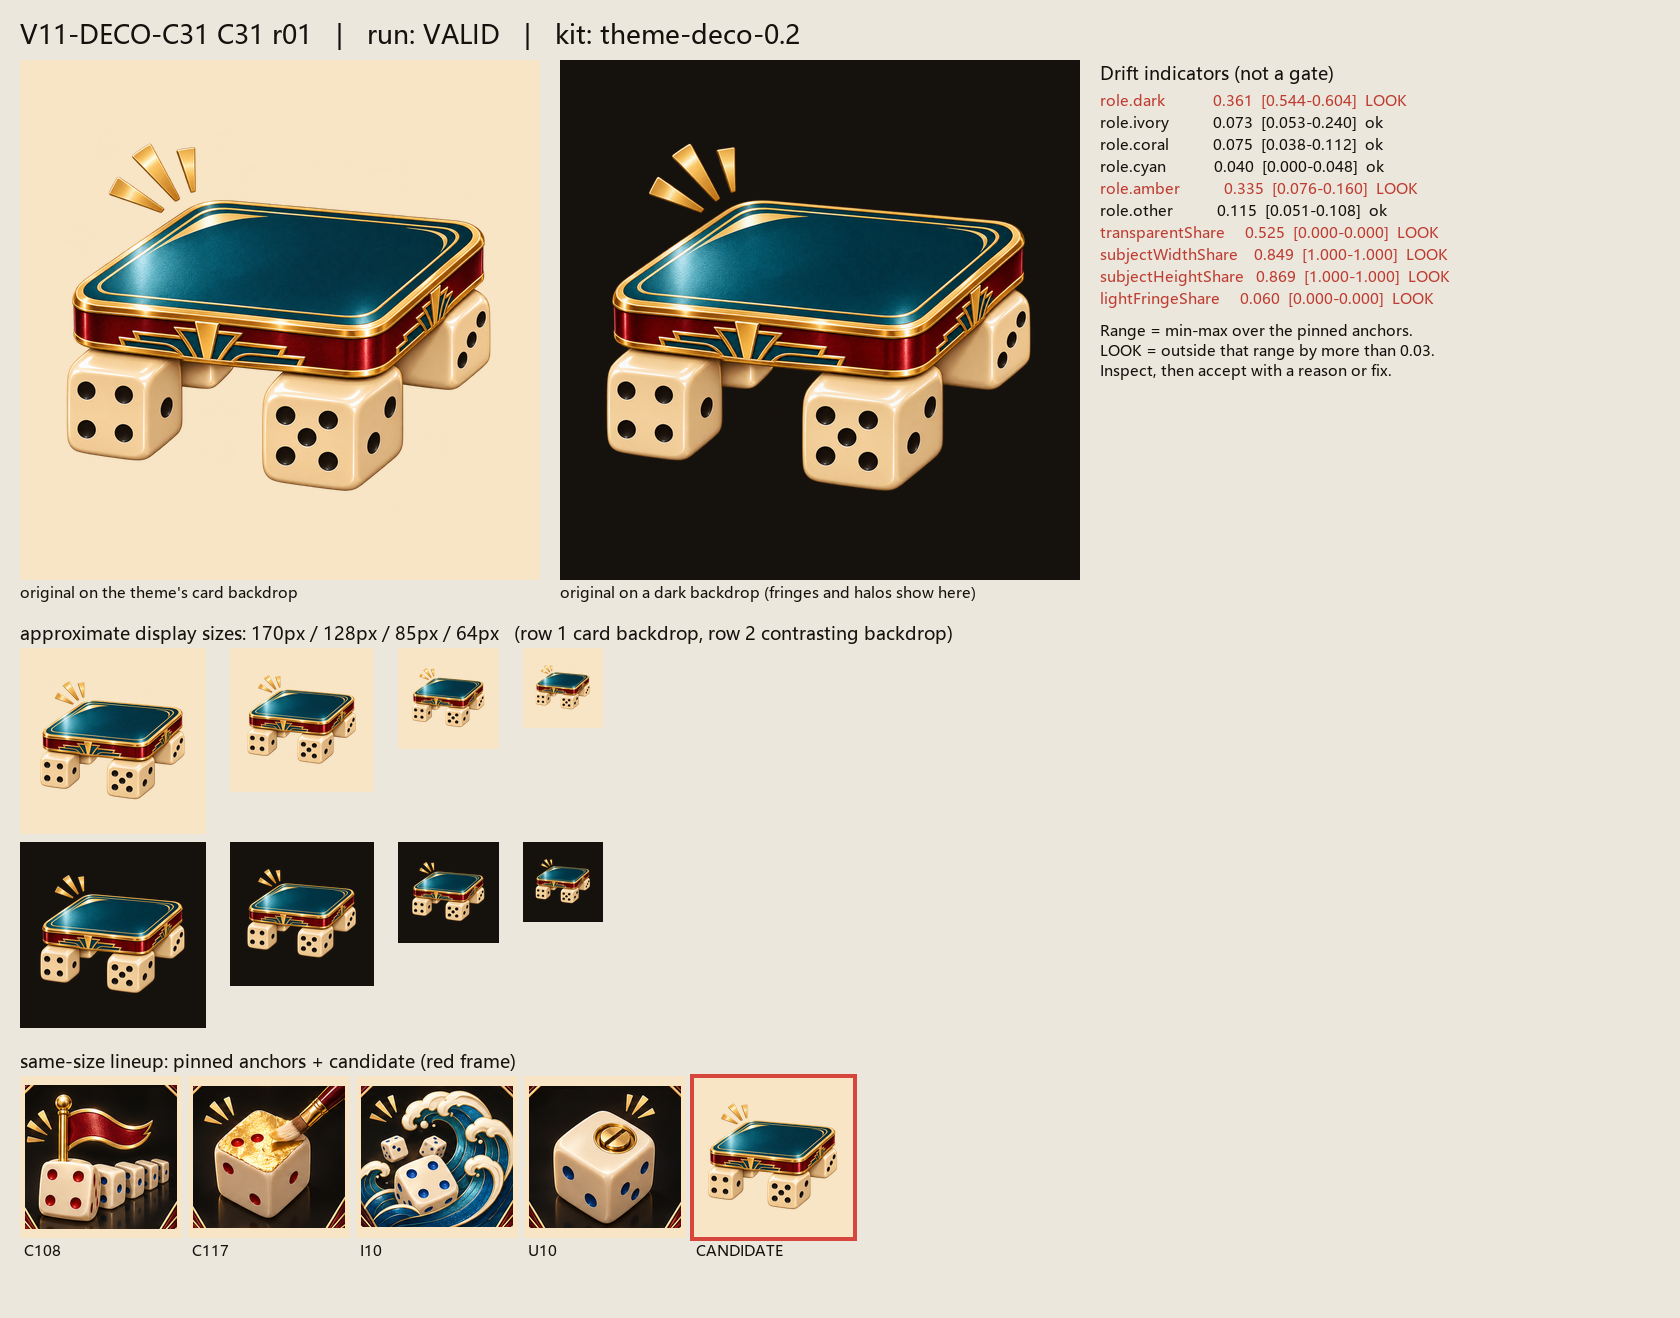 V11-DECO-C31 C31 r01 | run: VALID | kit: theme-deco-0.2
Drift indicators (not a gate)
role.dark 0.361 [0.544-0.604] LOOK
role.ivory 0.073 [0.053-0.240] ok
role.coral 0.075 [0.038-0.112] ok
role.cyan 0.040 [0.000-0.048] ok
role.amber 0.335 [0.076-0.160] LOOK
role.other 0.115 [0.051-0.108] ok
transparentShare 0.525 [0.000-0.000] LOOK
subjectWidthShare 0.849 [1.000-1.000] LOOK
subjectHeightShare 0.869 [1.000-1.000] LOOK
lightFringeShare 0.060 [0.000-0.000] LOOK
Range = min-max over the pinned anchors.
LOOK = outside that range by more than 0.03.
Inspect, then accept with a reason or fix.
original on the theme's card backdrop
original on a dark backdrop (fringes and halos show here)
approximate display sizes: 170px / 128px / 85px / 64px (row 1 card backdrop, row 2 contrasting backdrop)
same-size lineup: pinned anchors + candidate (red frame)
C108
C117
I10
U10
CANDIDATE